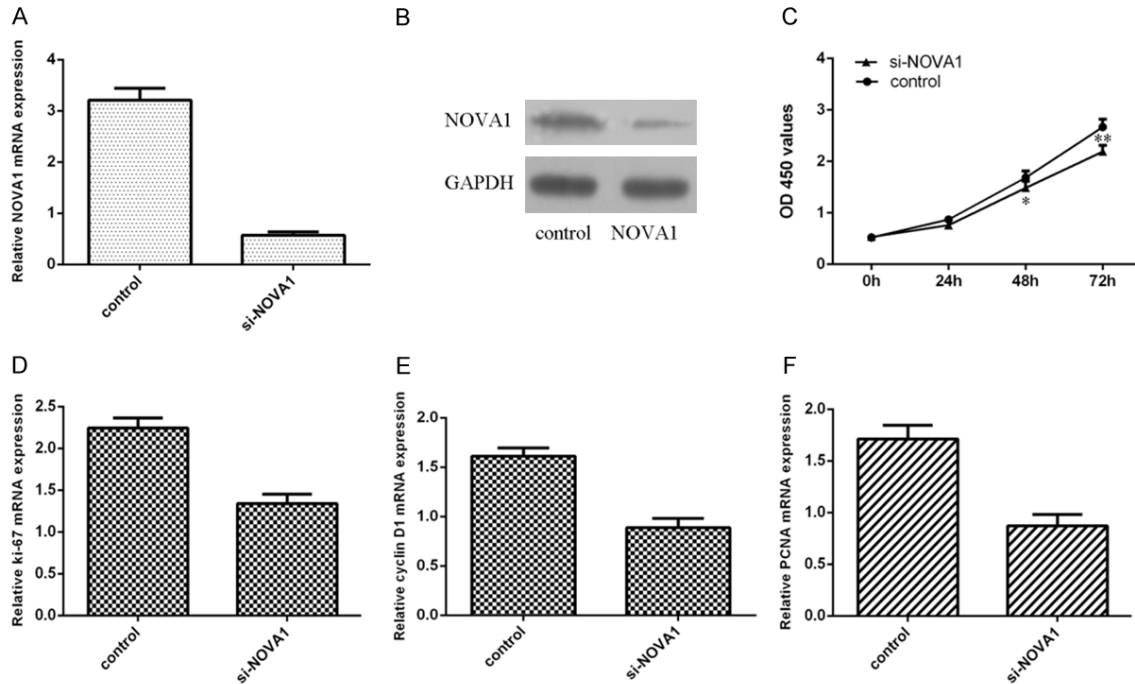 A
Relative NOVA1 mRNA expression
4
3
2
1
0
control
si-NOVA1
B
NOVA1
GAPDH
control NOVA1
C
si-NOVA1
control
OD 450 values
4
3
2
1
0
**
*
0h 24h 48h 72h
D
Relative ki-67 mRNA expression
2.5
2.0
1.5
1.0
0.5
0.0
control
si-NOVA1
E
Relative cyclin D1 mRNA expression
2.0
1.5
1.0
0.5
0.0
control
si-NOVA1
F
Relative PCNA mRNA expression
2.0
1.5
1.0
0.5
0.0
control
si-NOVA1